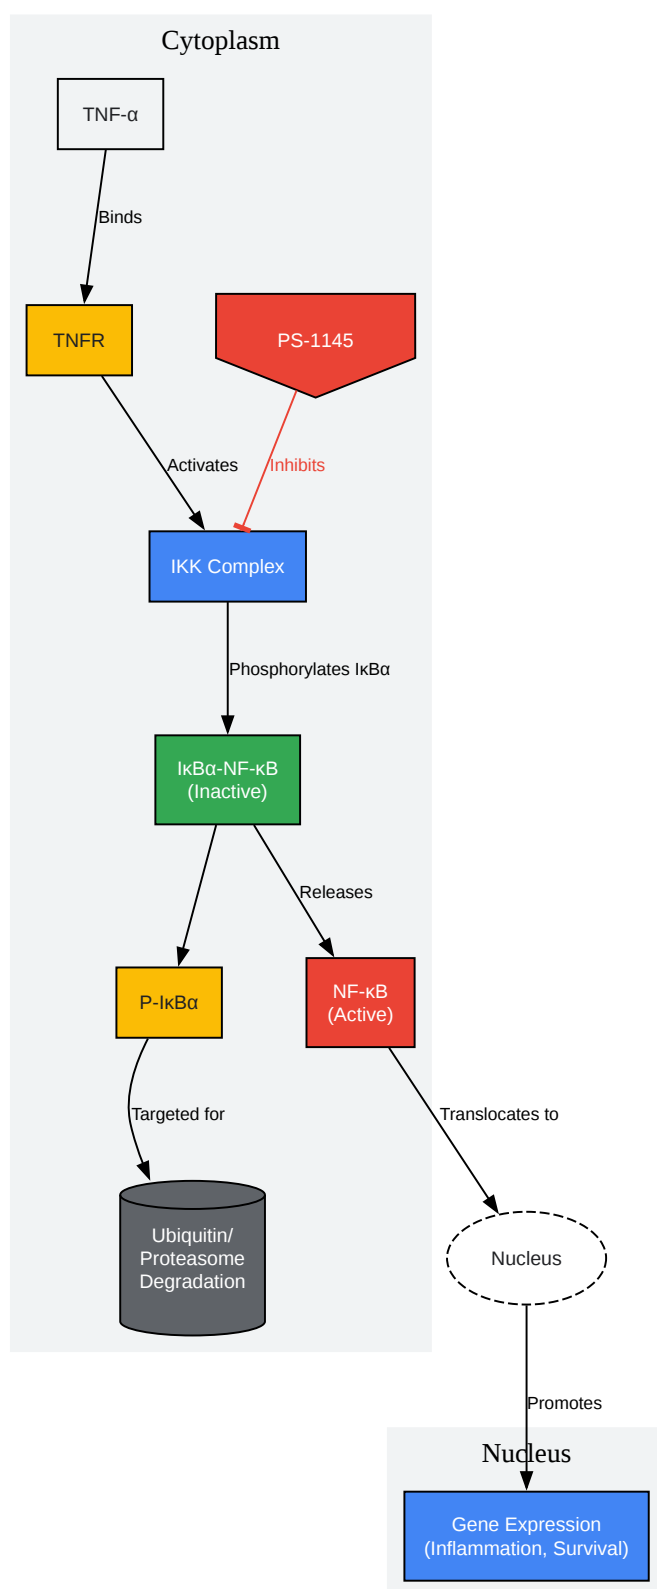 Cytoplasm
TNF-α
Binds
TNFR
PS-1145
Activates
Inhibits
IKK Complex
Phosphorylates IκBα
IκBα-NF-κB
(Inactive)
Releases
P-IκBα
NF-κB
(Active)
Targeted for
Translocates to
Ubiquitin/
Proteasome
Degradation
Nucleus
Promotes
Nucleus
Gene Expression
(Inflammation, Survival)